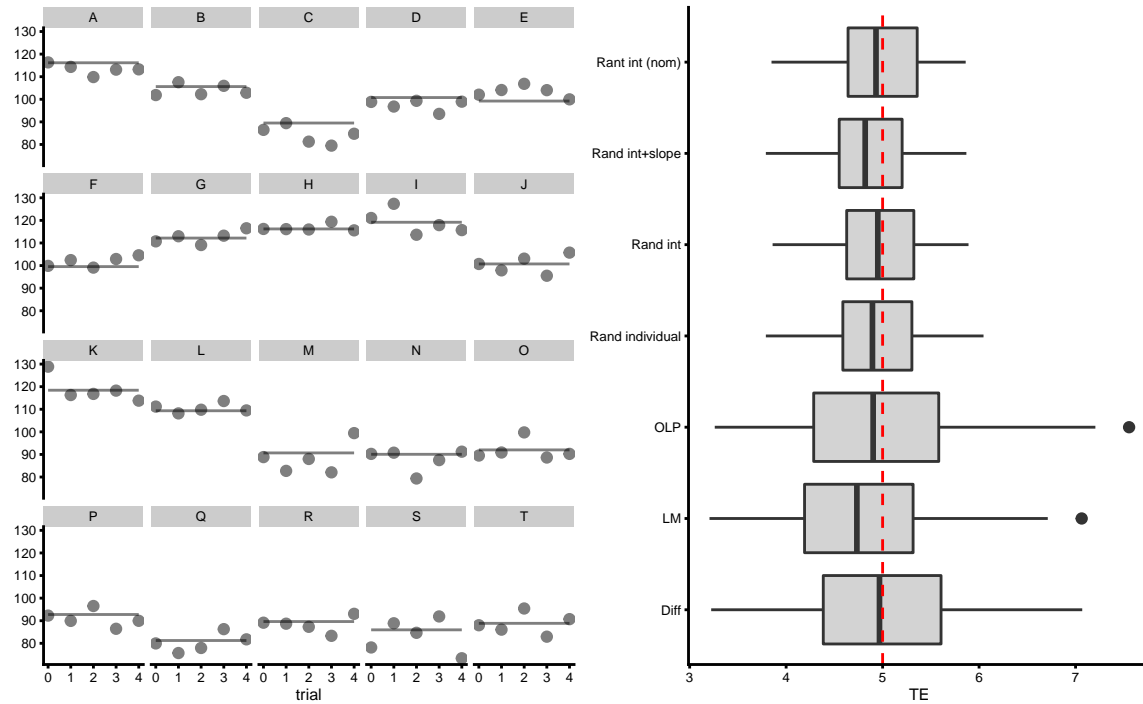 A B C D E
130
120
110
100
90
80
F G H I J
130
120
110
100
90
80
K L M N O
130
120
110
100
90
80
P Q R S T
130
120
110
100
90
80
0 1 2 3 4 0 1 2 3 4 0 1 2 3 4 0 1 2 3 4 0 1 2 3 4
trial
Rant int (nom)
Rand int+slope
Rand int
Rand individual
OLP
LM
Diff
3 4 5 6 7
TE